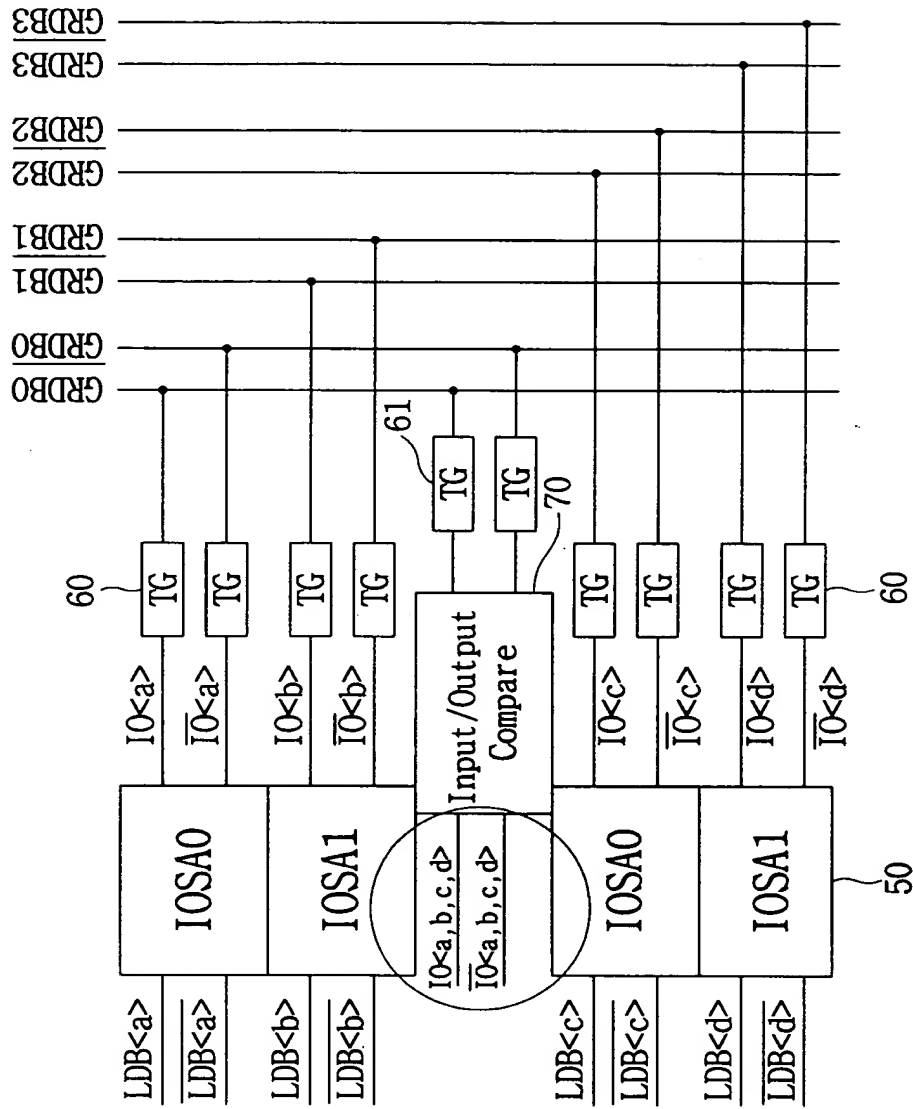 GRDB3
GRDB3
GRDB2
GRDB2
GRDB1
GRDB1
GRDB0
GRDB0
61
TG
TG
70
60
TG
TG
TG
TG
TG
TG
TG
TG
60
IO<a>
IO<a>
IO<b>
IO<b>
Input/Output
Compare
IO<c>
IO<c>
IO<d>
IO<d>
IOSA0
IOSA1
IO<a,b,c,d>
IO<a,b,c,d>
IOSA0
IOSA1
50
LDB<a>
LDB<a>
LDB<b>
LDB<b>
LDB<c>
LDB<c>
LDB<d>
LDB<d>